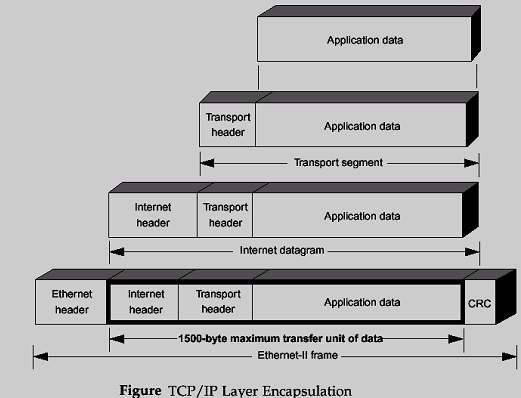 Application data
Transport
header
Application data
Transport segment
Internet
header
Transport
header
Application data
Internet datagram
Ethernet
header
Internet
header
Transport
header
Application data
CRC
1500-byte maximum transfer unit of data
Ethernet-II frame
Figure TCP/IP Layer Encapsulation